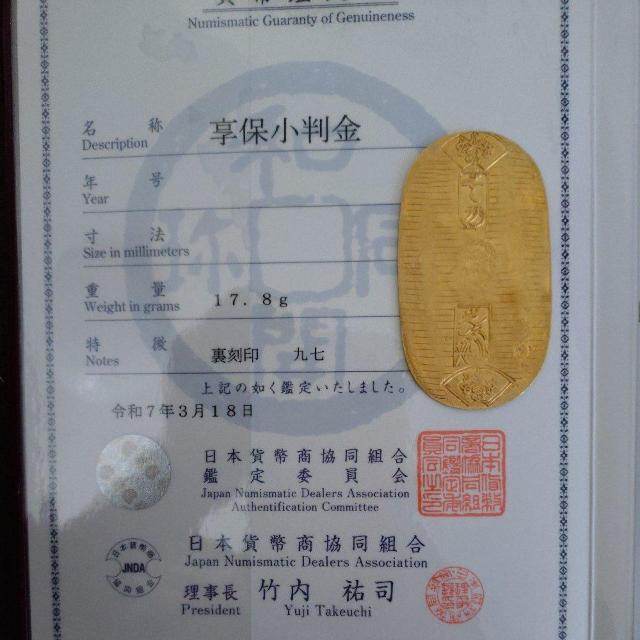 Numismatic Guaranty of Genuineness
名 称 享保小判金
Description
年 号
Year
寸 法
Size in millimeters
重 量
Weight in grams 17.8g
特 徴
Notes 裏刻印 九七
上記の如く鑑定いたしました。
令和7年3月18日
日本貨幣商協同組合
鑑定委員会
Japan Numismatic Dealers Association
Authentification Committee
日本貨幣商協同組合
JNDA
Japan Numismatic Dealers Association
理事長 竹内 祐司
President Yuji Takeuchi